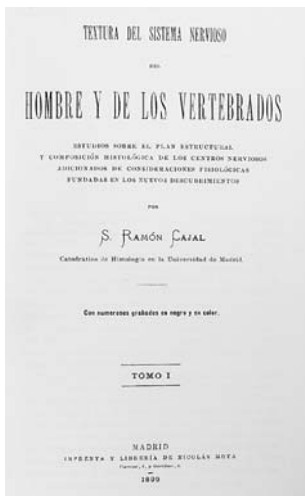 TEXTURA DEL SISTEMA NERVIOSO
DEL
HOMBRE Y DE LOS VERTEBRADOS
ESTUDIOS SOBRE EL PLAN ESTRUCTURAL
Y COMPOSICIÓN HISTOLÓGICA DE LOS CENTROS NERVIOSOS
ADICIONADOS DE CONSIDERACIONES FISIOLÓGICAS
FUNDADAS EN LOS NUEVOS DESCUBRIMIENTOS
POR
S. RAMÓN CAJAL
Catedrático de Histología en la Universidad de Madrid.
Con numerosos grabados en negro y en color.
TOMO I
MADRID
IMPRENTA Y LIBRERÍA DE NICOLÁS MOYA
1899